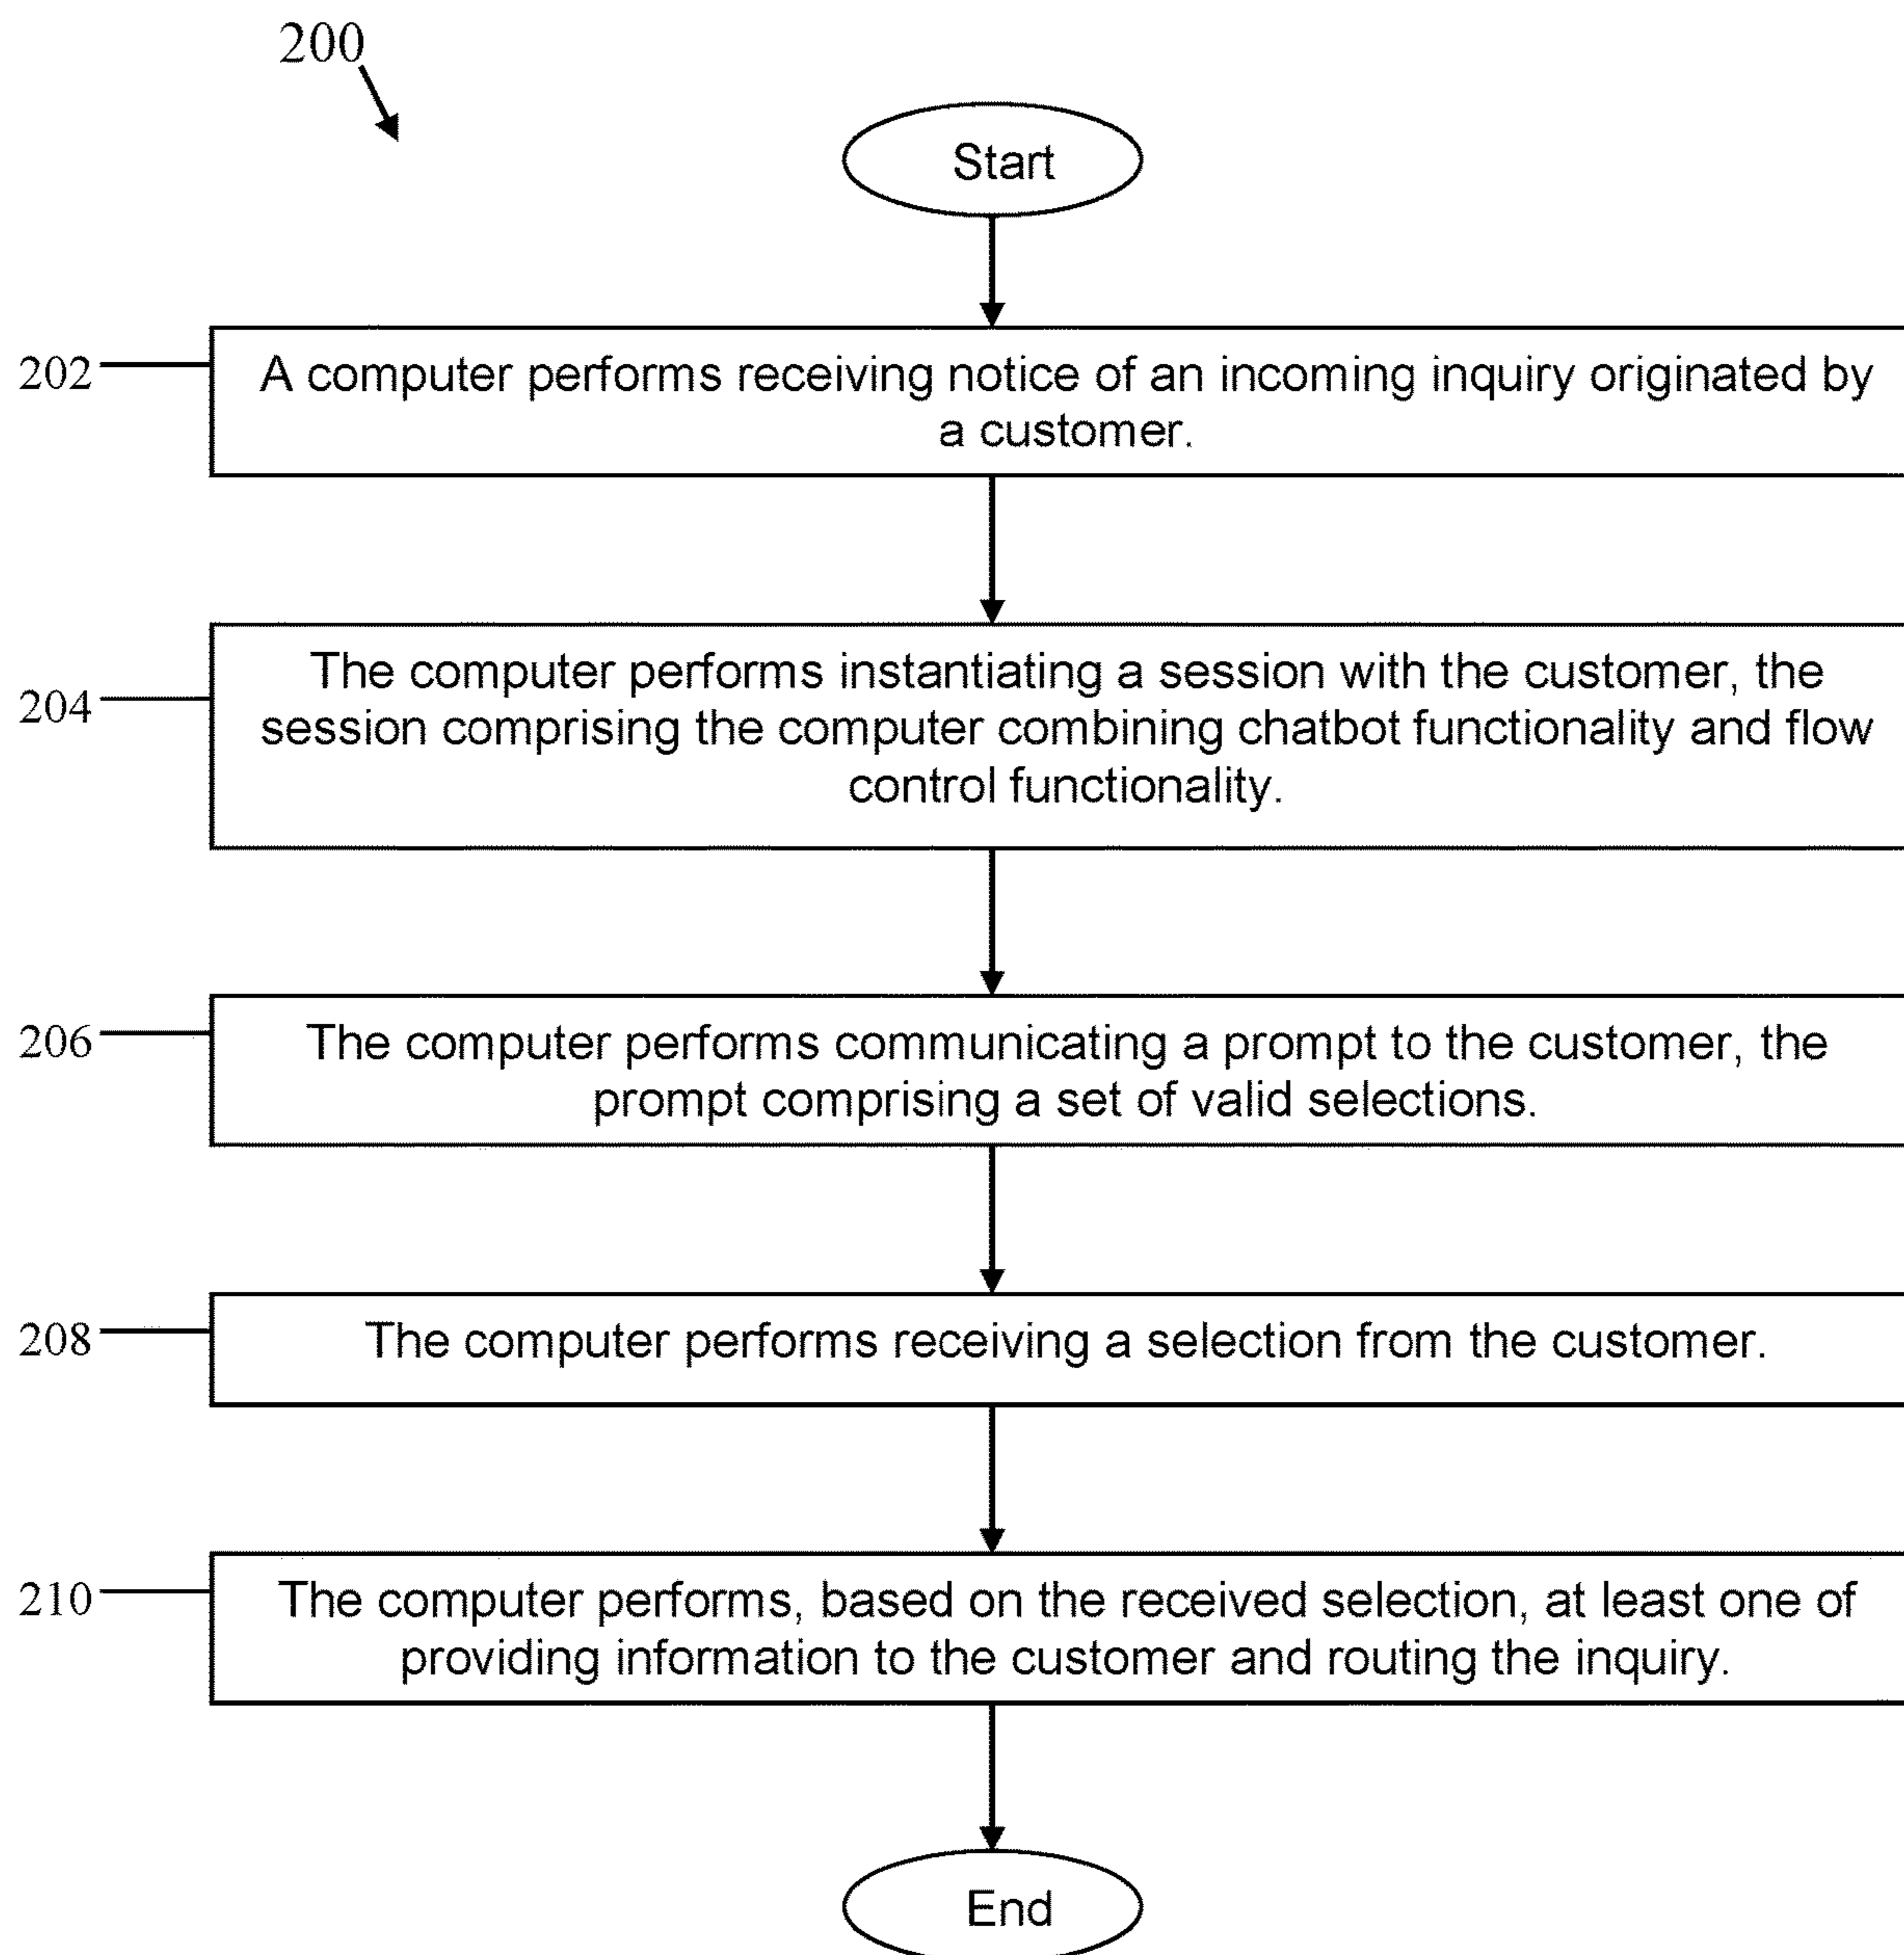 200
Start
202
A computer performs receiving notice of an incoming inquiry originated by
a customer.
204
The computer performs instantiating a session with the customer, the
session comprising the computer combining chatbot functionality and flow
control functionality.
206
The computer performs communicating a prompt to the customer, the
prompt comprising a set of valid selections.
208
The computer performs receiving a selection from the customer.
210
The computer performs, based on the received selection, at least one of
providing information to the customer and routing the inquiry.
End